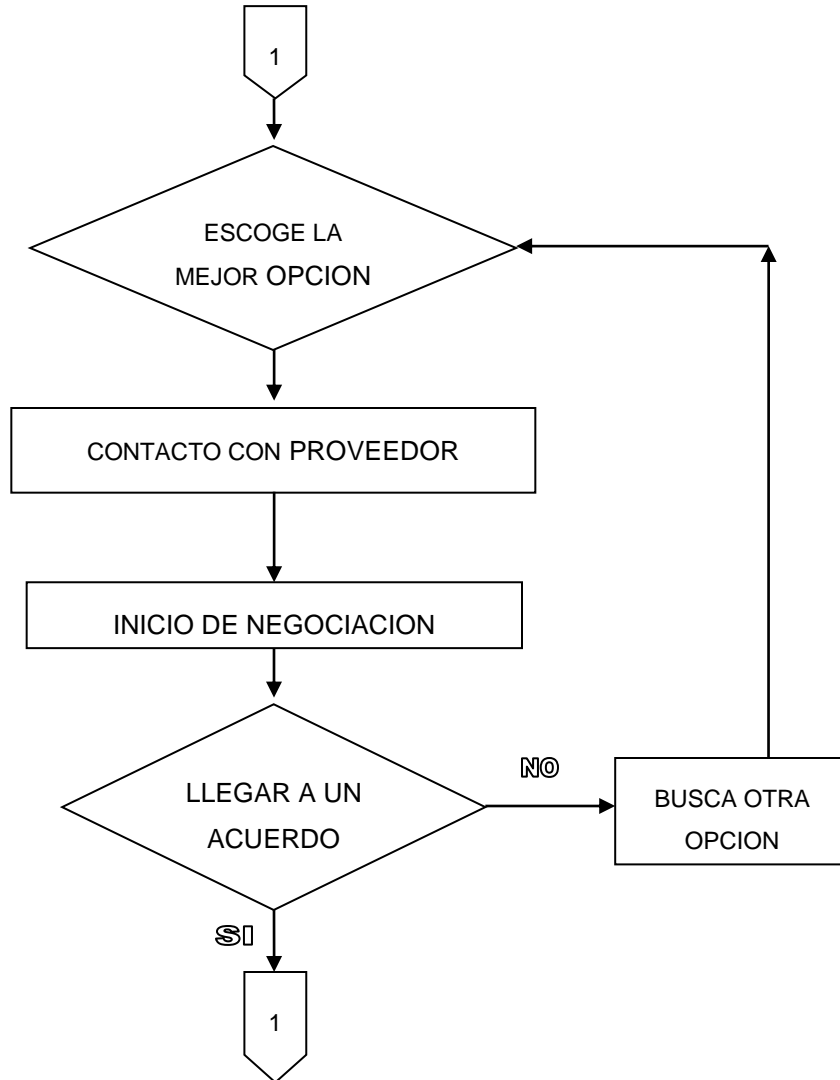 1
ESCOGE LA
MEJOR OPCION
CONTACTO CON PROVEEDOR
INICIO DE NEGOCIACION
LLEGAR A UN
ACUERDO
NO
BUSCA OTRA
OPCION
SI
1